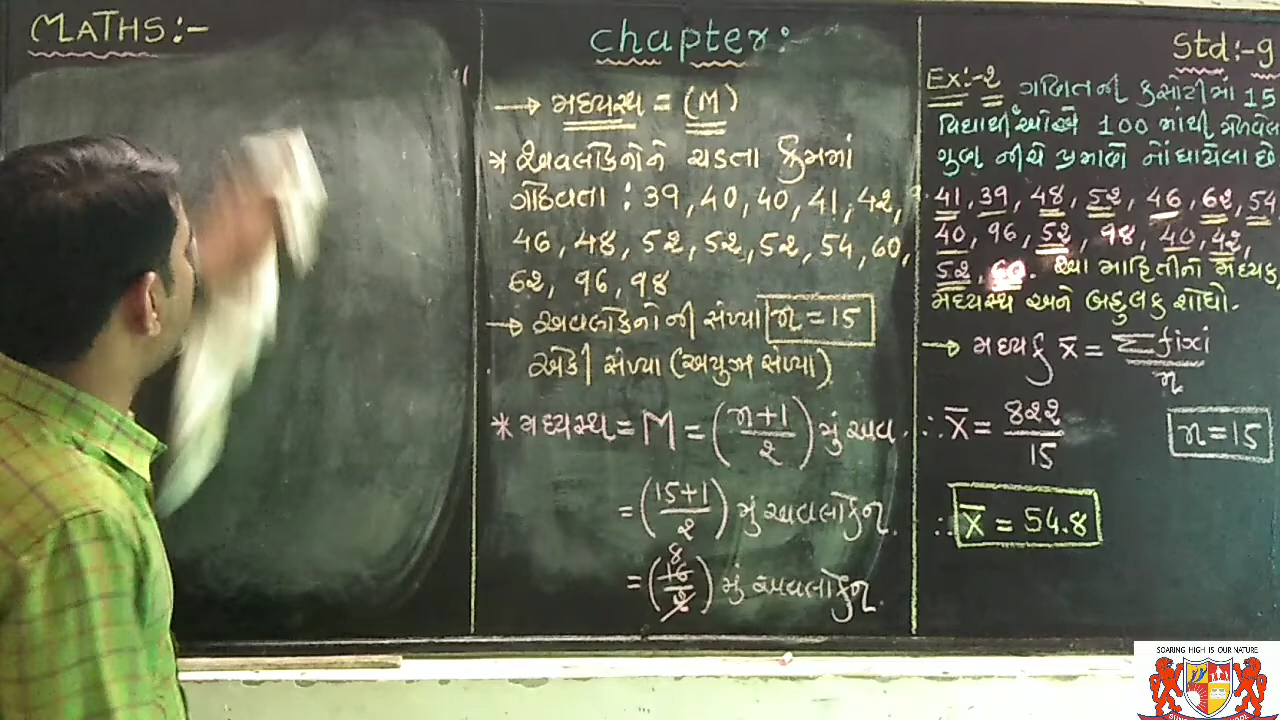 MATHS:-
chapter:-
Std:-9
→ મધ્યસ્થ = (M)
* અવલોકનોને ચડતા ક્રમમાં
ગોઠવતા : 39, 40, 40, 41, 42,
46, 48, 52, 52, 52, 54, 60,
62, 96, 98
→ અવલોકનોની સંખ્યા n = 15
એકી સંખ્યા (અયુગ્મ સંખ્યા)
* મધ્યસ્થ = M = (n+1/2) મું અવ.
= (15+1/2) મું અવલોકન.
= (16/2) 8 મું અવલોકન.
Ex:-2 ગણિતની કસોટીમાં 15
વિદ્યાર્થીઓએ 100 માંથી મેળવેલ
ગુણ નીચે પ્રમાણે નોંધાયેલા છે
41, 39, 48, 52, 46, 62, 54
40, 96, 52, 98, 40, 42,
52, 60. આ માહિતીનો મધ્યક,
મધ્યસ્થ અને બહુલક શોધો.
→ મધ્યક x̄ = Σfixi/n
∴ x̄ = 822/15
n = 15
∴ x̄ = 54.8
SOARING HIGH IS OUR NATURE